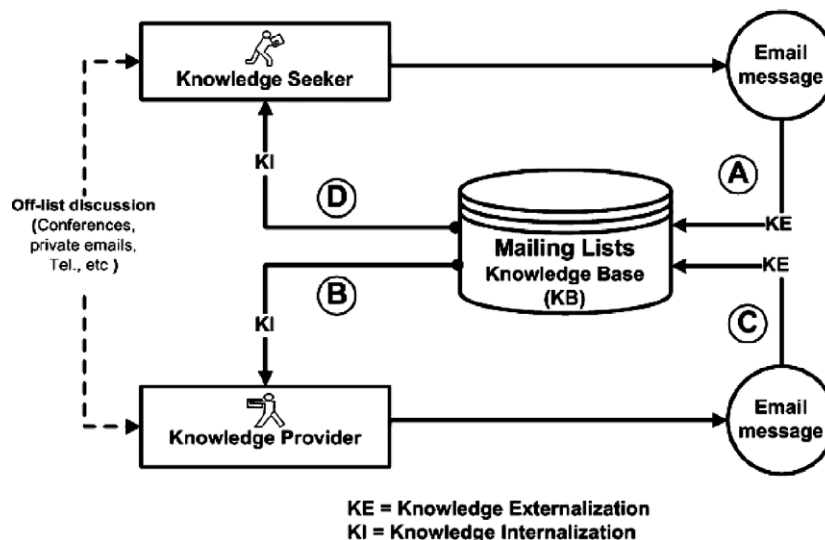 Knowledge Seeker
Email
message
A
KI
D
KE
Off-list discussion
(Conferences,
private emails,
Tel., etc )
Mailing Lists
Knowledge Base
(KB)
KE
B
KI
C
Knowledge Provider
Email
message
KE = Knowledge Externalization
KI = Knowledge Internalization